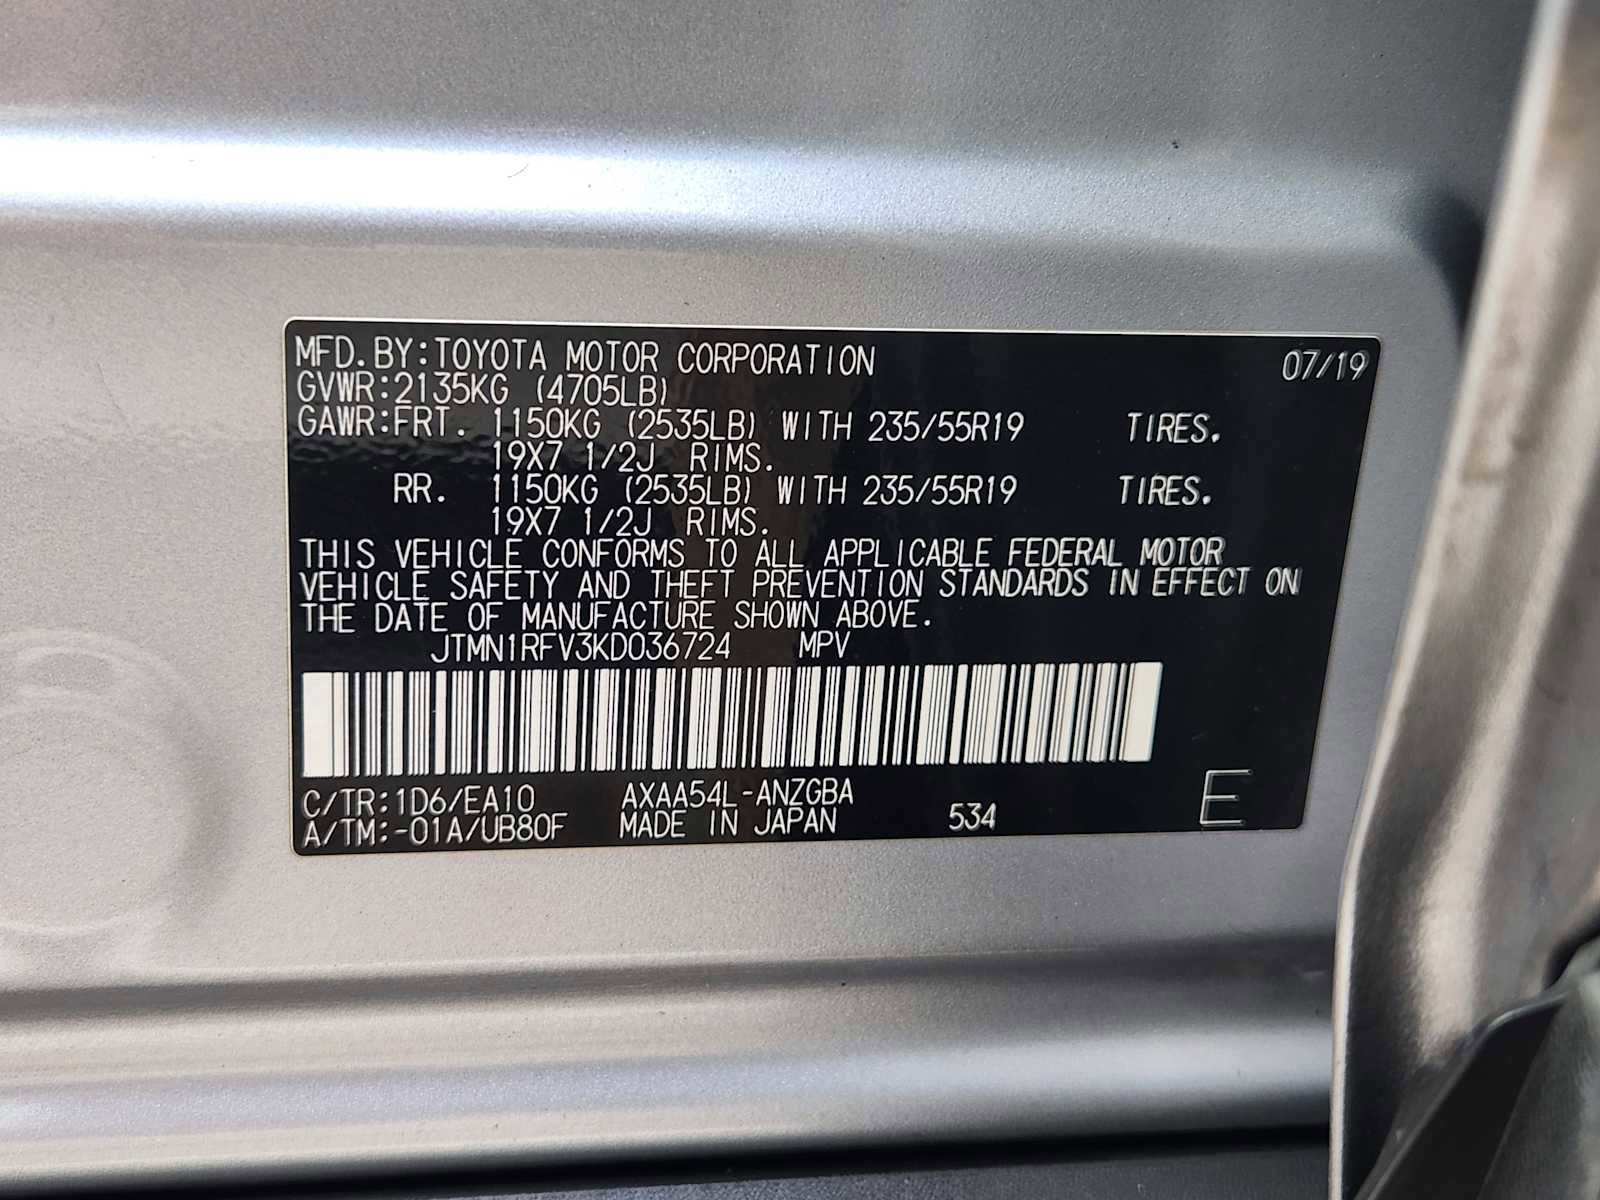 MFD.BY:TOYOTA MOTOR CORPORATION 07/19
GVWR:2135KG (4705LB)
GAWR:FRT. 1150KG (2535LB) WITH 235/55R19 TIRES.
19X7 1/2J RIMS.
RR. 1150KG (2535LB) WITH 235/55R19 TIRES.
19X7 1/2J RIMS.
THIS VEHICLE CONFORMS TO ALL APPLICABLE FEDERAL MOTOR
VEHICLE SAFETY AND THEFT PREVENTION STANDARDS IN EFFECT ON
THE DATE OF MANUFACTURE SHOWN ABOVE.
JTMN1RFV3KD036724 MPV
C/TR:1D6/EA10 AXAA54L-ANZGBA
A/TM:-01A/UB80F MADE IN JAPAN 534 E